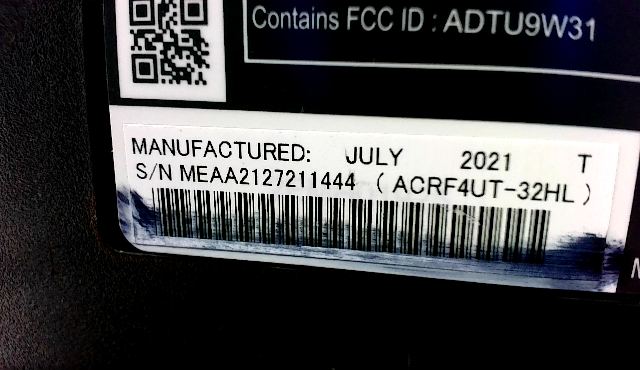 Contains FCC ID : ADTU9W31
MANUFACTURED: JULY 2021 T
S/N MEAA2127211444 ( ACRF4UT-32HL )